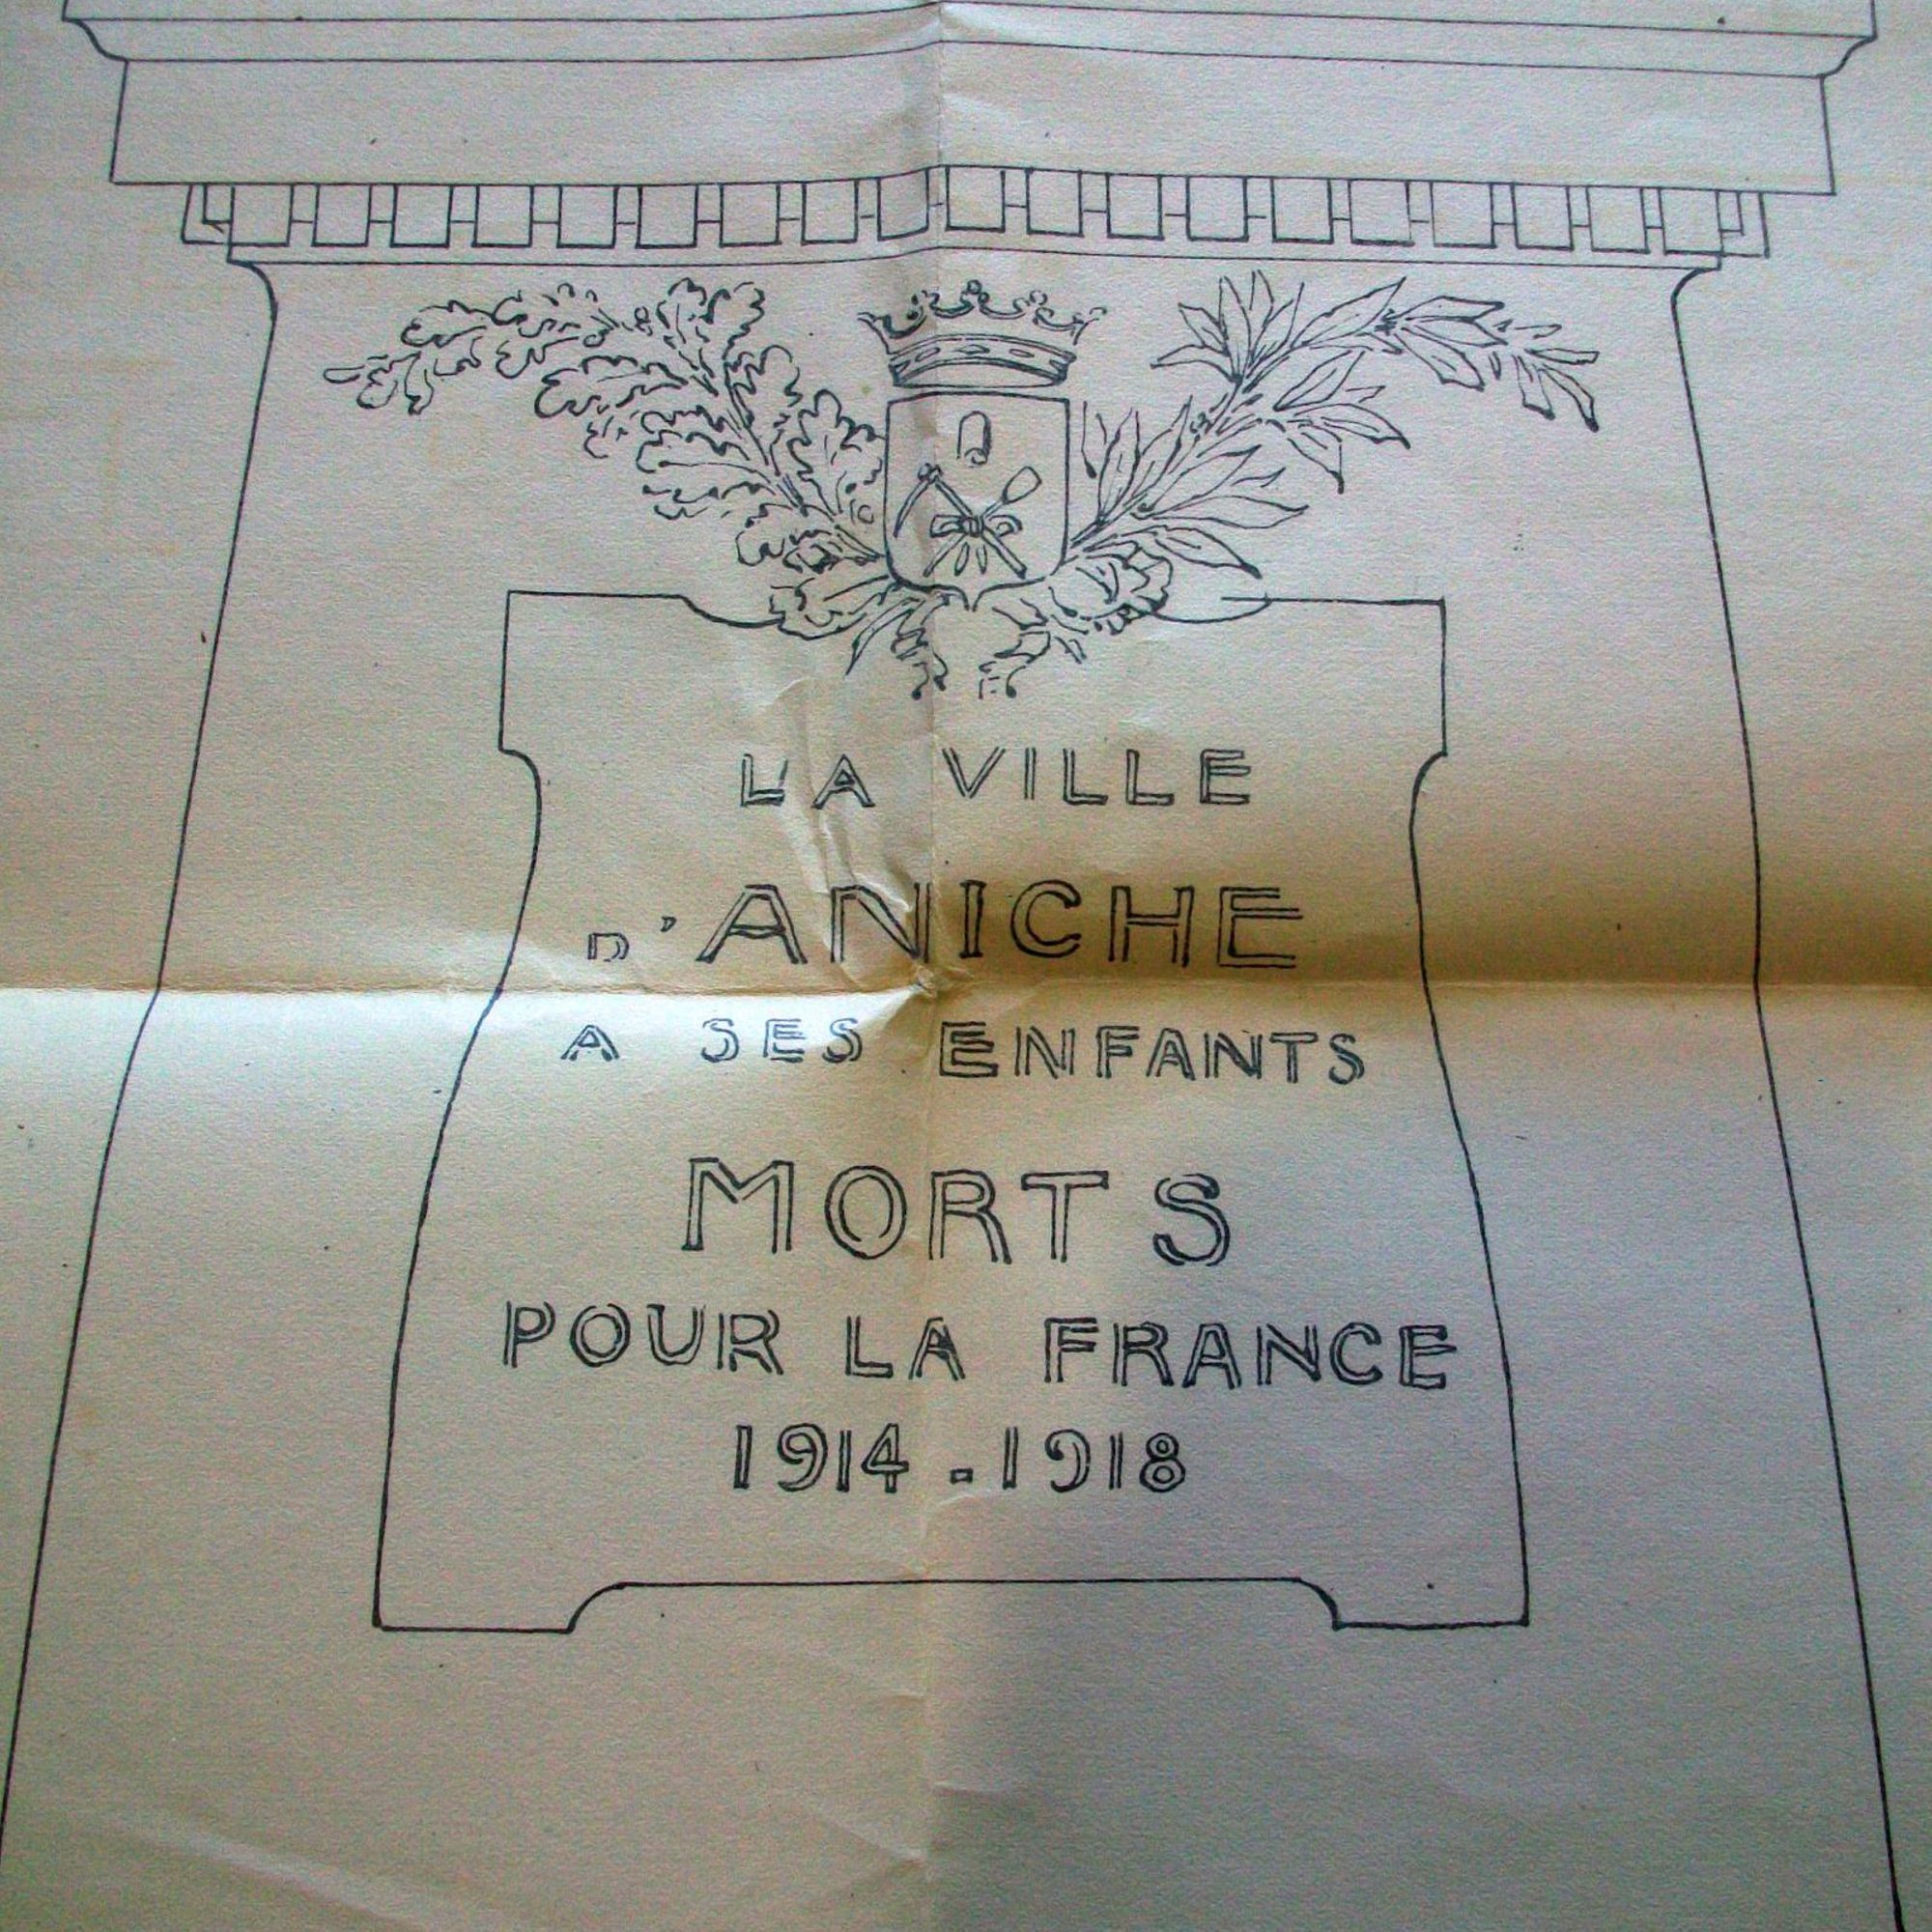 LA VILLE
D'ANICHE
A SES ENFANTS
MORTS
POUR LA FRANCE
1914-1918